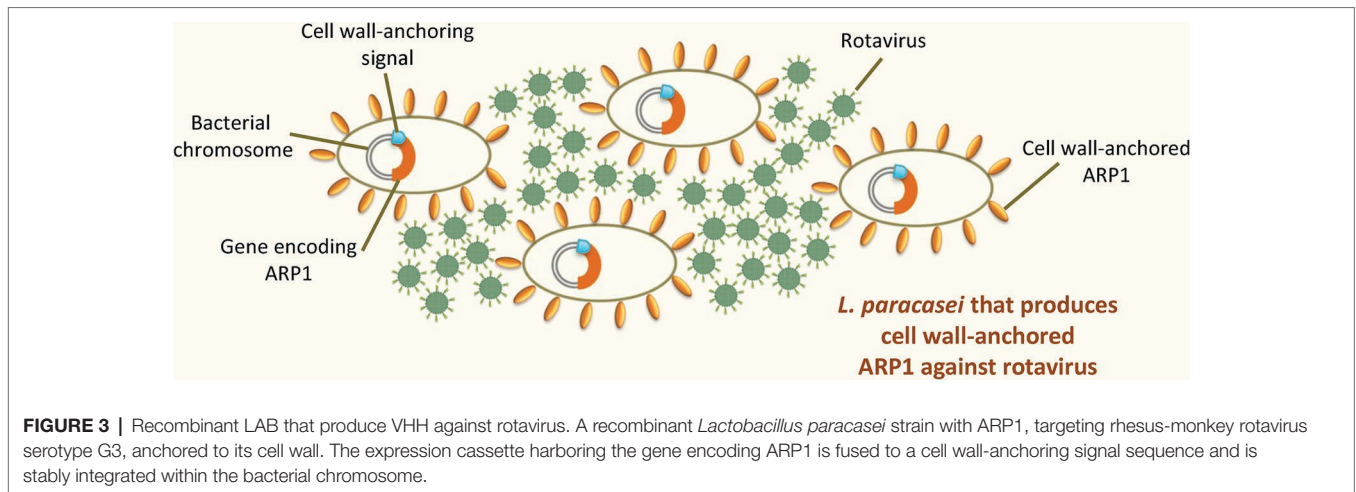 Cell wall-anchoring
signal
Rotavirus
Bacterial
chromosome
Cell wall-anchored
ARP1
Gene encoding
ARP1
L. paracasei that produces
cell wall-anchored
ARP1 against rotavirus
FIGURE 3 | Recombinant LAB that produce VHH against rotavirus. A recombinant Lactobacillus paracasei strain with ARP1, targeting rhesus-monkey rotavirus
serotype G3, anchored to its cell wall. The expression cassette harboring the gene encoding ARP1 is fused to a cell wall-anchoring signal sequence and is
stably integrated within the bacterial chromosome.